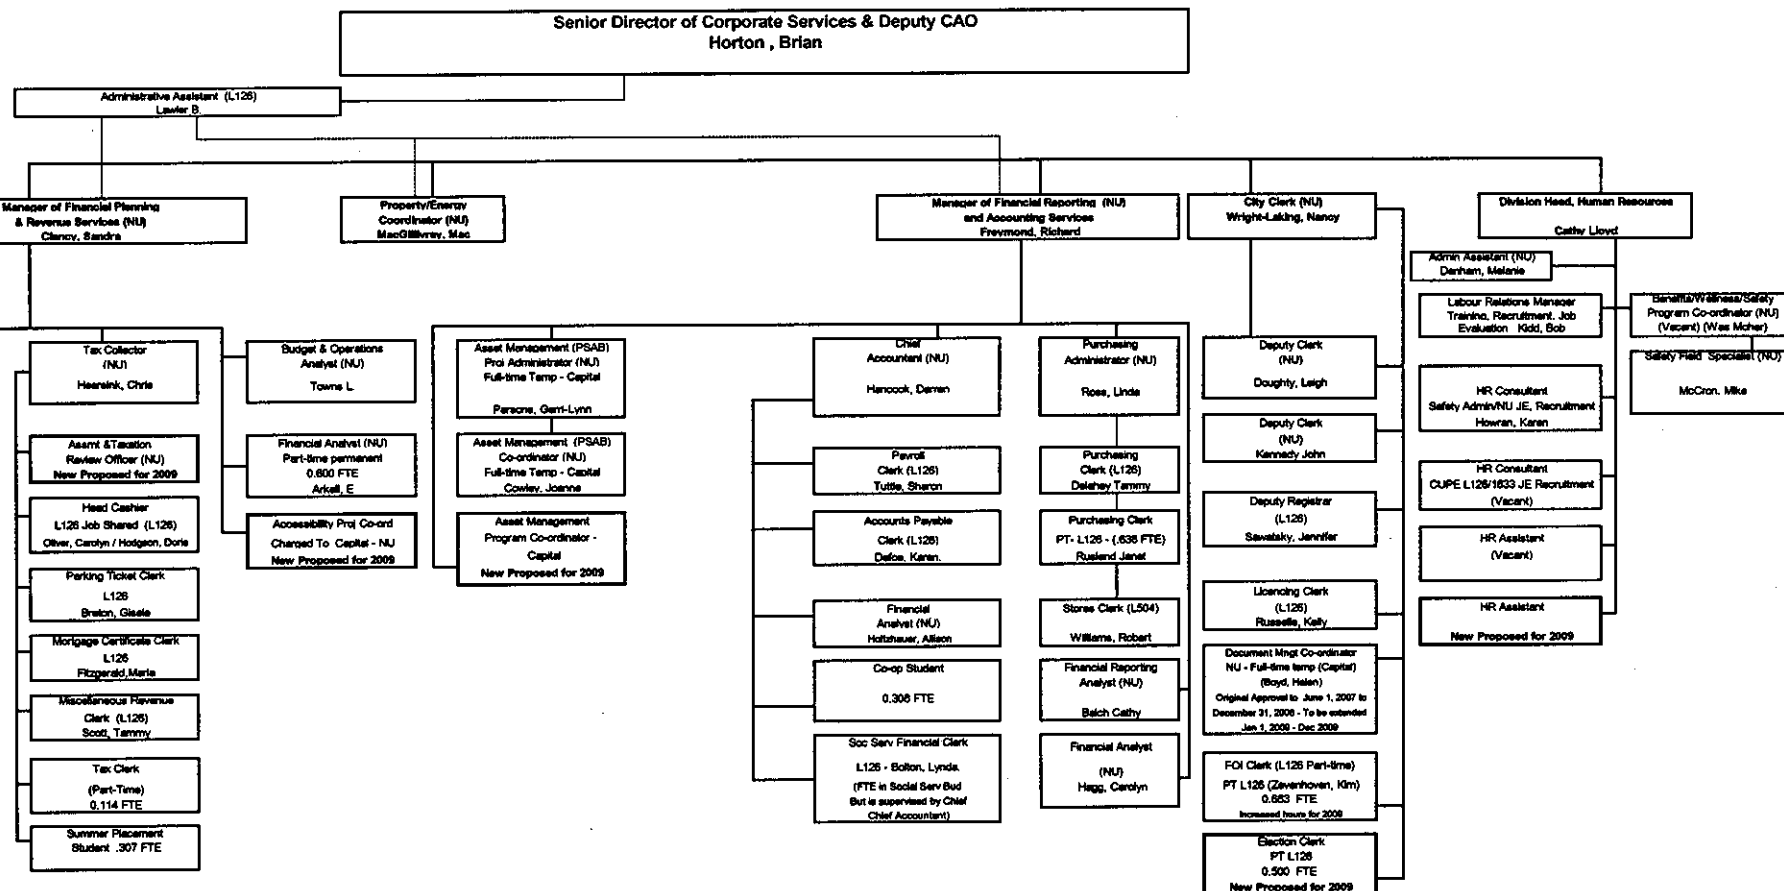 Senior Director of Corporate Services & Deputy CAO
Horton , Brian
Administrative Assistant (L126)
Lawler B.
Manager of Financial Planning
& Revenue Services (NU)
Clancy, Sandra
Property/Energy
Coordinator (NU)
MacGillivray, Mac
Manager of Financial Reporting (NU)
and Accounting Services
Freymond, Richard
City Clerk (NU)
Wright-Laking, Nancy
Division Head, Human Resources
Cathy Lloyd
Admin Assistant (NU)
Denham, Melanie
Labour Relations Manager
Training, Recruitment, Job
Evaluation Kidd, Bob
Benefits/Wellness/Safety
Program Co-ordinator (NU)
(Vacant) (Was Maher)
Safety Field Specialist (NU)
McCron, Mike
HR Consultant
Safety Admin/NU JE, Recruitment
Howran, Karen
HR Consultant
CUPE L126/1833 JE Recruitment
(Vacant)
HR Assistant
(Vacant)
HR Assistant
New Proposed for 2009
Tax Collector
(NU)
Heersink, Chris
Assmt &Taxation
Review Officer (NU)
New Proposed for 2009
Head Cashier
L126 Job Shared (L126)
Oliver, Carolyn / Hodgson, Doris
Parking Ticket Clerk
L126
Breton, Gisele
Mortgage Certificate Clerk
L126
Fitzgerald,Marla
Miscellaneous Revenue
Clerk (L126)
Scott, Tammy
Tax Clerk
(Part-Time)
0.114 FTE
Summer Placement
Student .307 FTE
Budget & Operations
Analyst (NU)
Towns L
Financial Analyst (NU)
Part-time permanent
0.600 FTE
Arkell, E
Accessibility Proj Co-ord
Charged To Capital - NU
New Proposed for 2009
Asset Management (PSAB)
Proj Administrator (NU)
Full-time Temp - Capital
Parsons, Gerri-Lynn
Asset Management (PSAB)
Co-ordinator (NU)
Full-time Temp - Capital
Cowley, Joanne
Asset Management
Program Co-ordinator -
Capital
New Proposed for 2009
Chief
Accountant (NU)
Hancock, Darren
Payroll
Clerk (L126)
Tuttle, Sharon
Accounts Payable
Clerk (L126)
Dafoe, Karen.
Financial
Analyst (NU)
Holtzhauer, Allison
Co-op Student
0.308 FTE
Soc Serv Financial Clerk
L126 - Bolton, Lynda.
(FTE in Social Serv Bud
But is supervised by Chief
Chief Accountant)
Purchasing
Administrator (NU)
Ross, Linda
Purchasing
Clerk (L126)
Delahey Tammy
Purchasing Clerk
PT- L126 - (.636 FTE)
Rusland Janet
Stores Clerk (L504)
Williams, Robert
Financial Reporting
Analyst (NU)
Balch Cathy
Financial Analyst
(NU)
Hagg, Carolyn
Deputy Clerk
(NU)
Doughty, Leigh
Deputy Clerk
(NU)
Kennedy John
Deputy Registrar
(L126)
Sawatsky, Jennifer
Licencing Clerk
(L126)
Russelle, Kelly
Document Mngt Co-ordinator
NU - Full-time temp (Capital)
(Boyd, Helen)
Original Approval to June 1, 2007 to
December 31, 2008 - To be extended
Jan 1, 2009 - Dec 2009
FOI Clerk (L126 Part-time)
PT L126 (Zevenhoven, Kim)
0.663 FTE
Increased hours for 2009
Election Clerk
PT L126
0.500 FTE
New Proposed for 2009